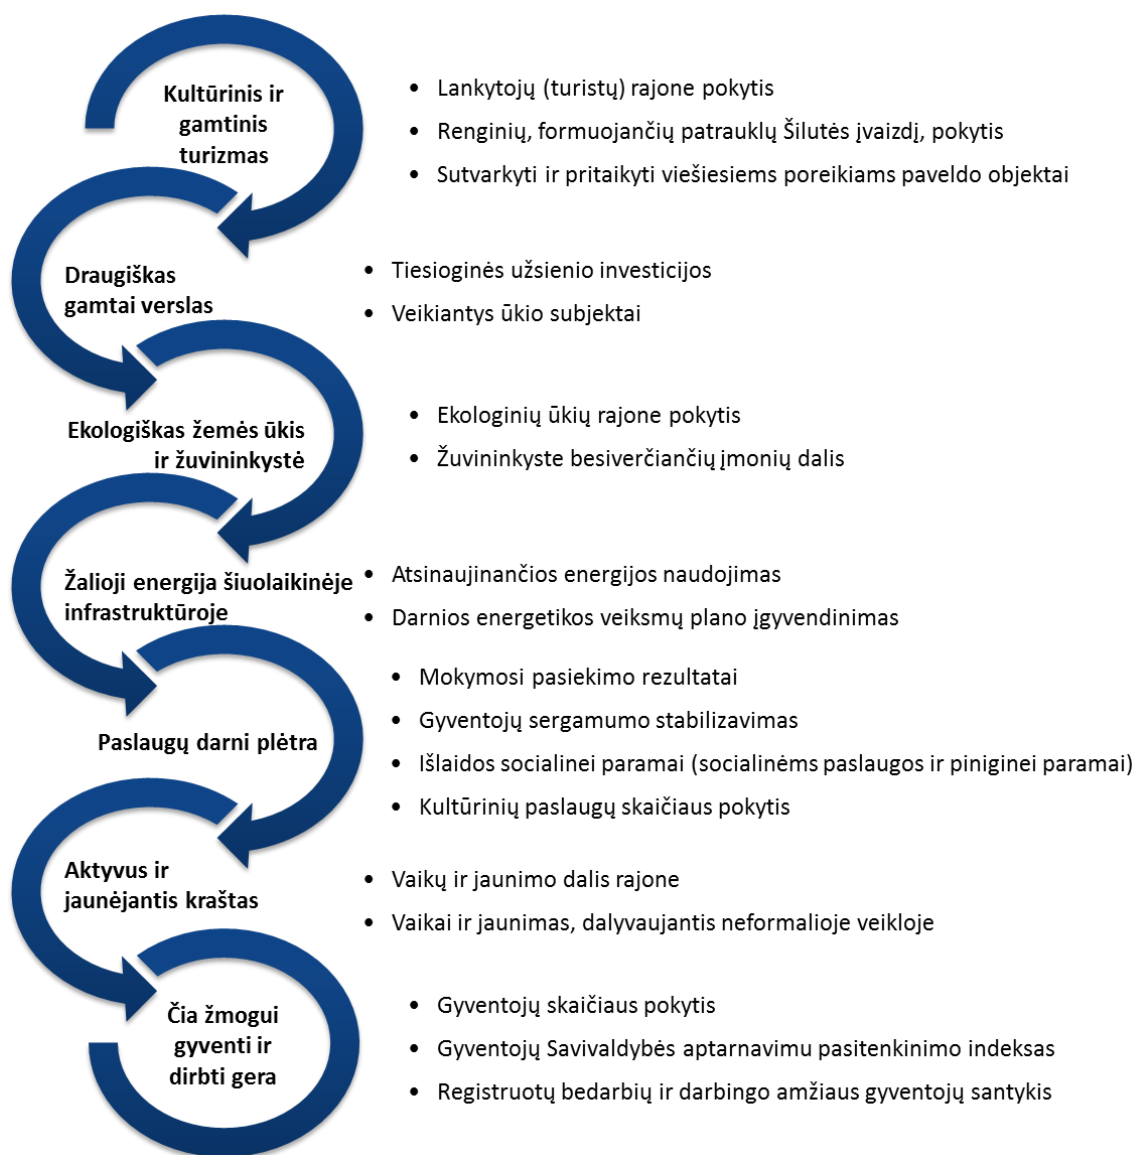 Kultūrinis ir
gamtinis
turizmas
• Lankytojų (turistų) rajone pokytis
• Renginių, formuojančių patrauklų Šilutės įvaizdį, pokytis
• Sutvarkyti ir pritaikyti viešiesiems poreikiams paveldo objektai
Draugiškas
gamtai verslas
• Tiesioginės užsienio investicijos
• Veikiantys ūkio subjektai
Ekologiškas žemės ūkis
ir žuvininkystė
• Ekologinių ūkių rajone pokytis
• Žuvininkyste besiverčiančių įmonių dalis
Žalioji energija šiuolaikinėje
infrastruktūroje
• Atsinaujinančios energijos naudojimas
• Darnios energetikos veiksmų plano įgyvendinimas
Paslaugų darni plėtra
• Mokymosi pasiekimo rezultatai
• Gyventojų sergamumo stabilizavimas
• Išlaidos socialinei paramai (socialinėms paslaugos ir piniginei paramai)
• Kultūrinių paslaugų skaičiaus pokytis
Aktyvus ir
jaunėjantis kraštas
• Vaikų ir jaunimo dalis rajone
• Vaikai ir jaunimas, dalyvaujantis neformalioje veikloje
Čia žmogui
gyventi ir
dirbti gera
• Gyventojų skaičiaus pokytis
• Gyventojų Savivaldybės aptarnavimu pasitenkinimo indeksas
• Registruotų bedarbių ir darbingo amžiaus gyventojų santykis